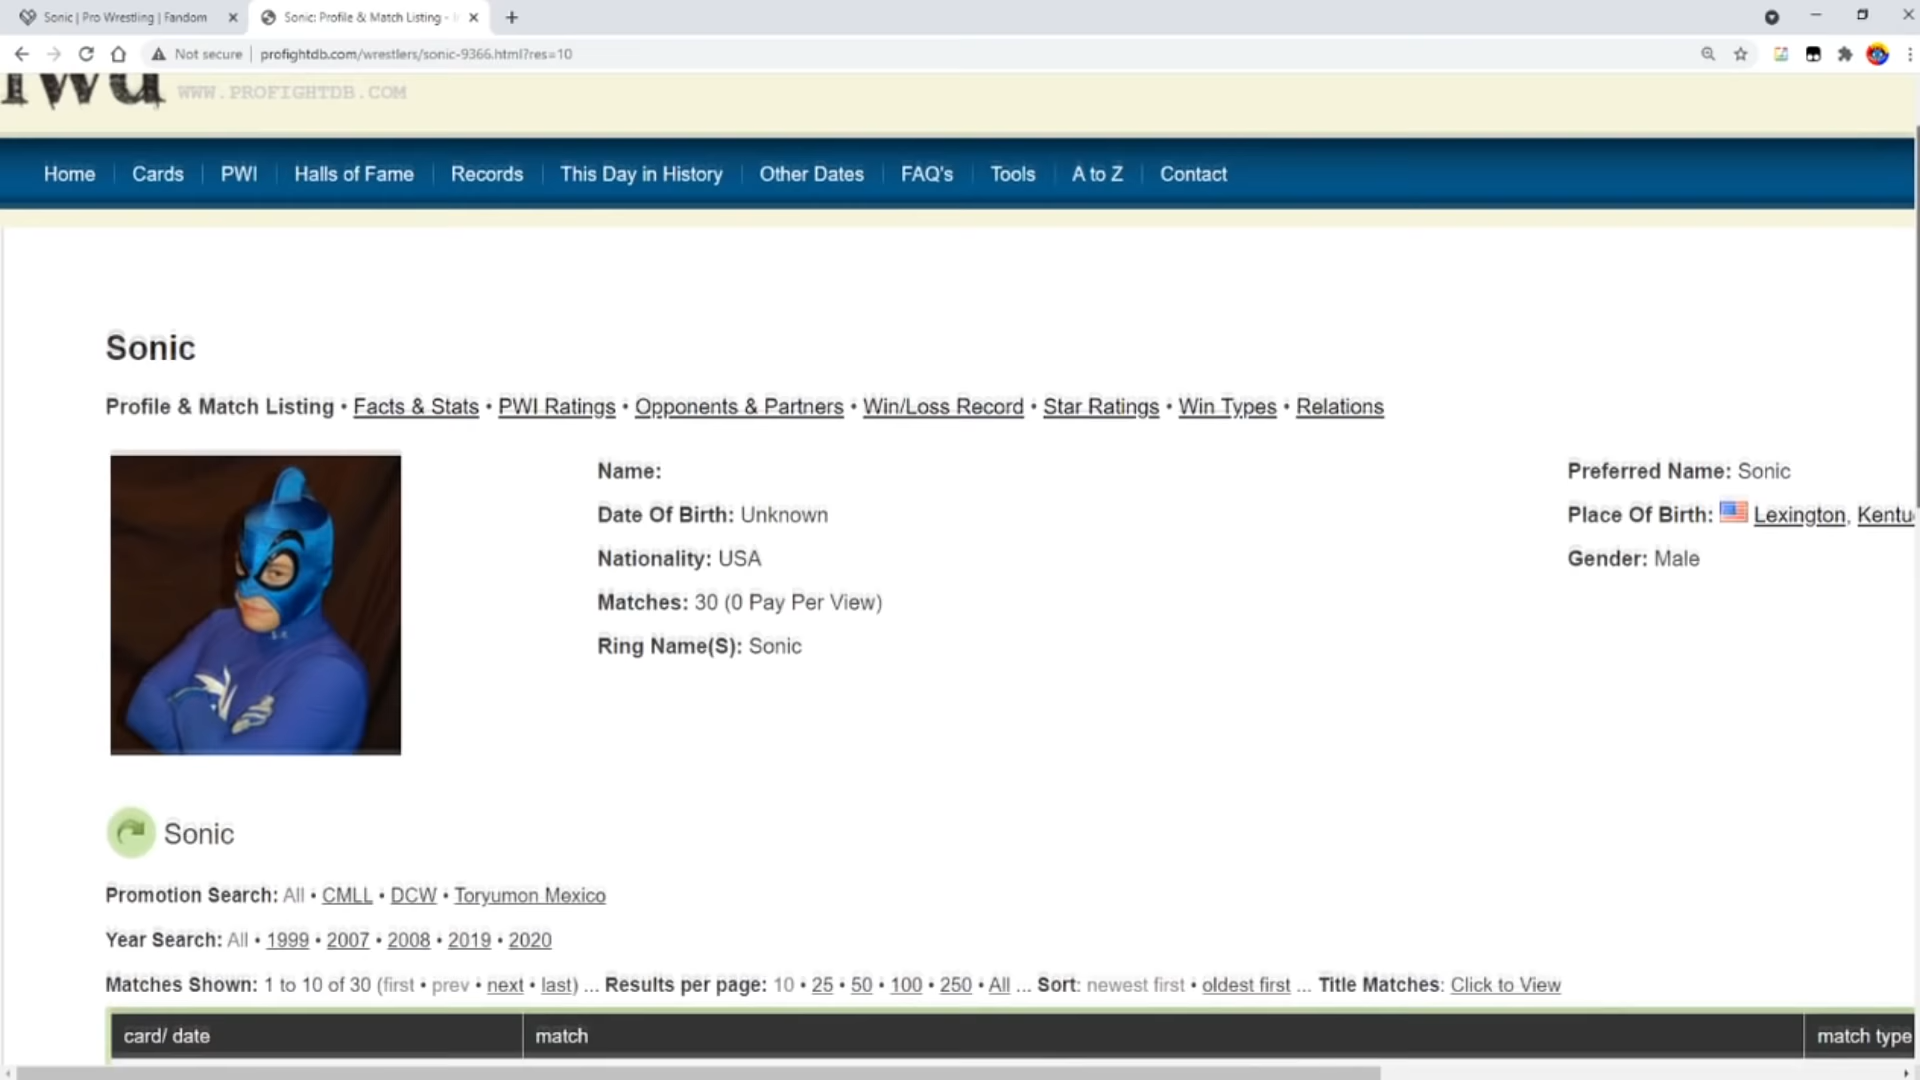 Sonic | Pro Wrestling | Fandom
Sonic: Profile & Match Listing -
Not secure
profightdb.com/wrestlers/sonic-9366.html?res=10
iwd
WWW.PROFIGHTDB.COM
Home
Cards
PWI
Halls of Fame
Records
This Day in History
Other Dates
FAQ's
Tools
A to Z
Contact
Sonic
Profile & Match Listing • Facts & Stats • PWI Ratings • Opponents & Partners • Win/Loss Record • Star Ratings • Win Types • Relations
Name:
Preferred Name: Sonic
Date Of Birth: Unknown
Place Of Birth: Lexington, Kentu
Nationality: USA
Gender: Male
Matches: 30 (0 Pay Per View)
Ring Name(S): Sonic
Sonic
Promotion Search: All • CMLL • DCW • Toryumon Mexico
Year Search: All • 1999 • 2007 • 2008 • 2019 • 2020
Matches Shown: 1 to 10 of 30 (first • prev • next • last) ... Results per page: 10 • 25 • 50 • 100 • 250 • All ... Sort: newest first • oldest first ... Title Matches: Click to View
card/ date
match
match type